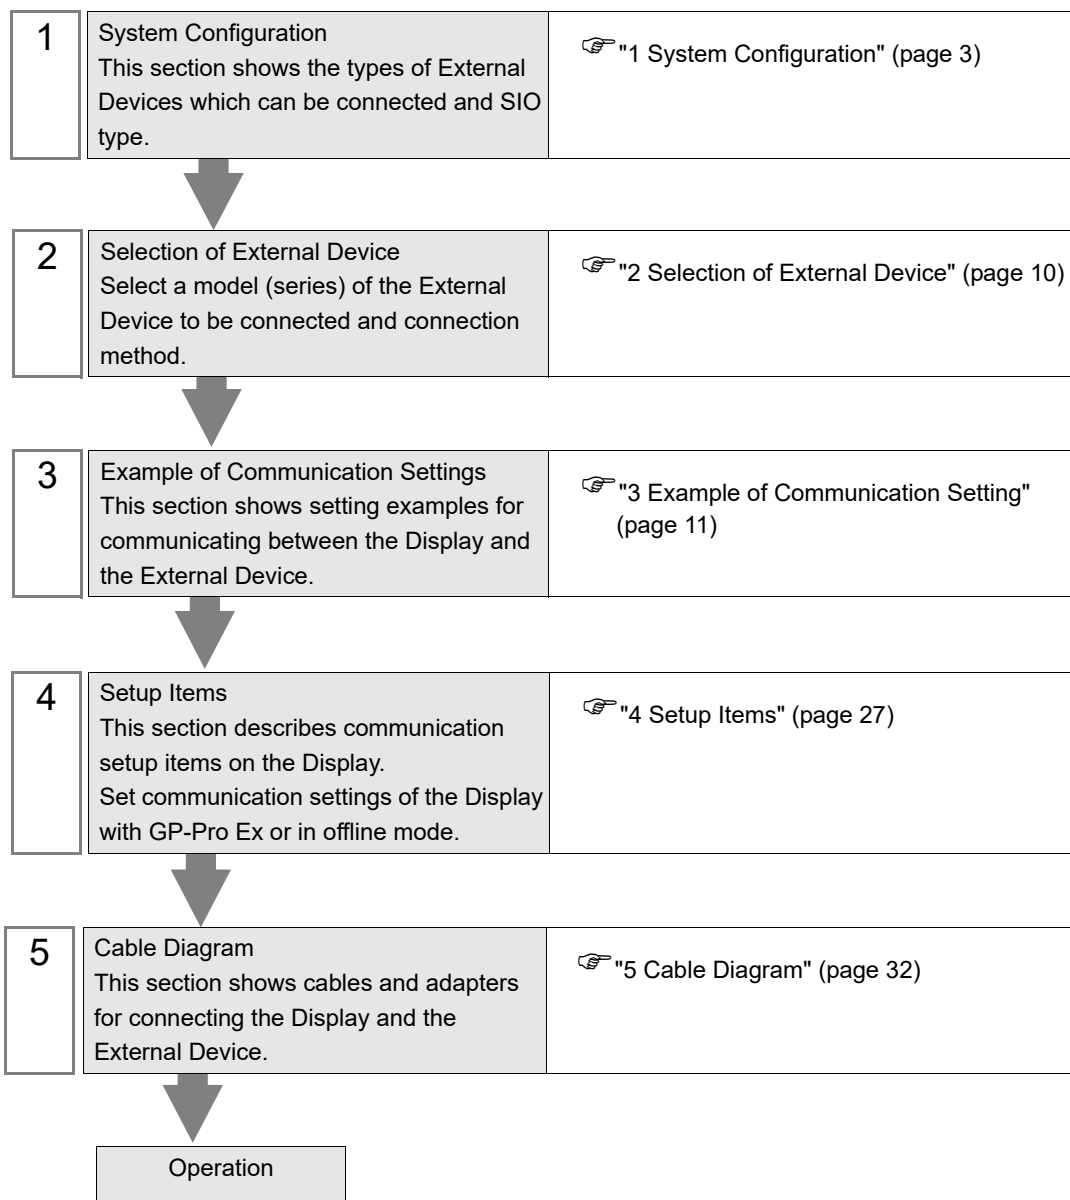 1
System Configuration
This section shows the types of External
Devices which can be connected and SIO
type.
"1 System Configuration" (page 3)
2
Selection of External Device
Select a model (series) of the External
Device to be connected and connection
method.
"2 Selection of External Device" (page 10)
3
Example of Communication Settings
This section shows setting examples for
communicating between the Display and
the External Device.
"3 Example of Communication Setting"
(page 11)
4
Setup Items
This section describes communication
setup items on the Display.
Set communication settings of the Display
with GP-Pro Ex or in offline mode.
"4 Setup Items" (page 27)
5
Cable Diagram
This section shows cables and adapters
for connecting the Display and the
External Device.
"5 Cable Diagram" (page 32)
Operation